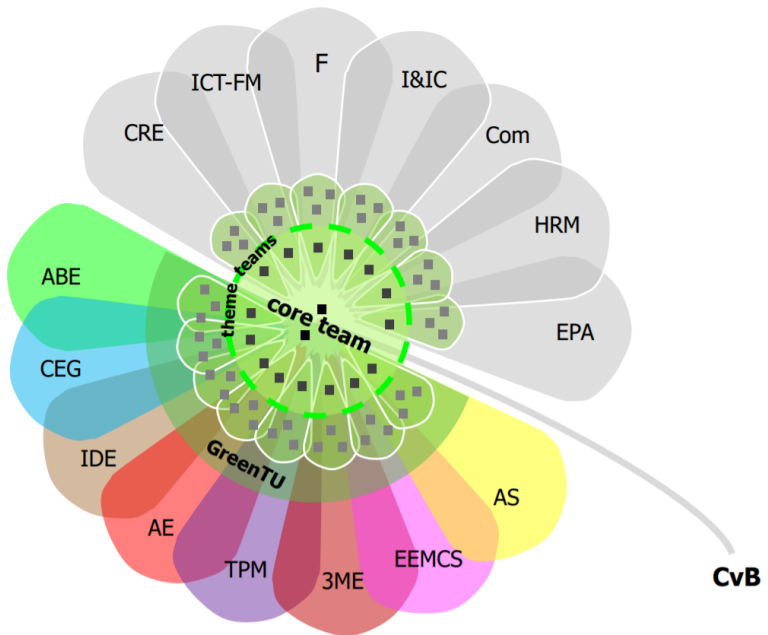 F
ICT-FM
I&IC
CRE
Com
HRM
ABE
theme teams
core team
EPA
CEG
IDE
GreenTU
AS
AE
TPM
3ME
EEMCS
CvB